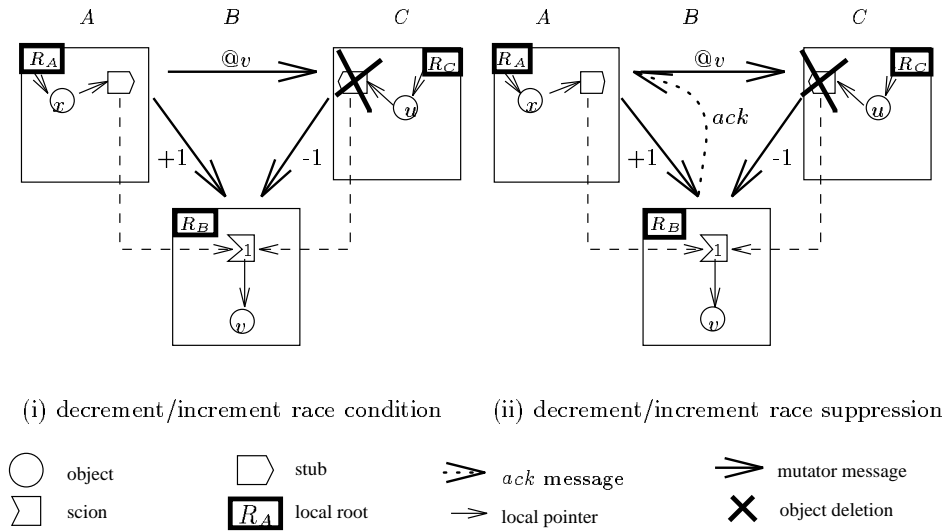 A B C A B C
R_A @v R_C R_A @v R_C
x u x u
ack
+1 -1 +1 -1
R_B R_B
1 1
v v
(i) decrement/increment race condition (ii) decrement/increment race suppression
object stub ack message mutator message
scion R_A local root local pointer object deletion